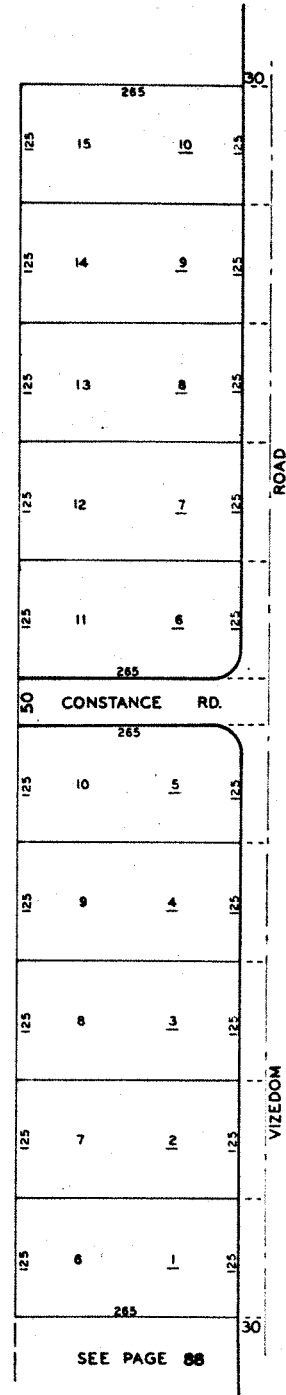 30
265
125 15 10 125
125 14 9 125
125 13 8 125
125 12 7 125
ROAD
125 11 6 125
265
50 CONSTANCE RD.
265
125 10 5 125
125 9 4 125
125 8 3 125
VIZEDOM
125 7 2 125
125 6 1 125
265
30
SEE PAGE 88